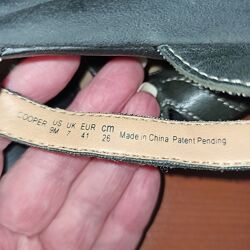 COOPER US UK EUR cm Made in China Patent Pending
9M 7 41 26